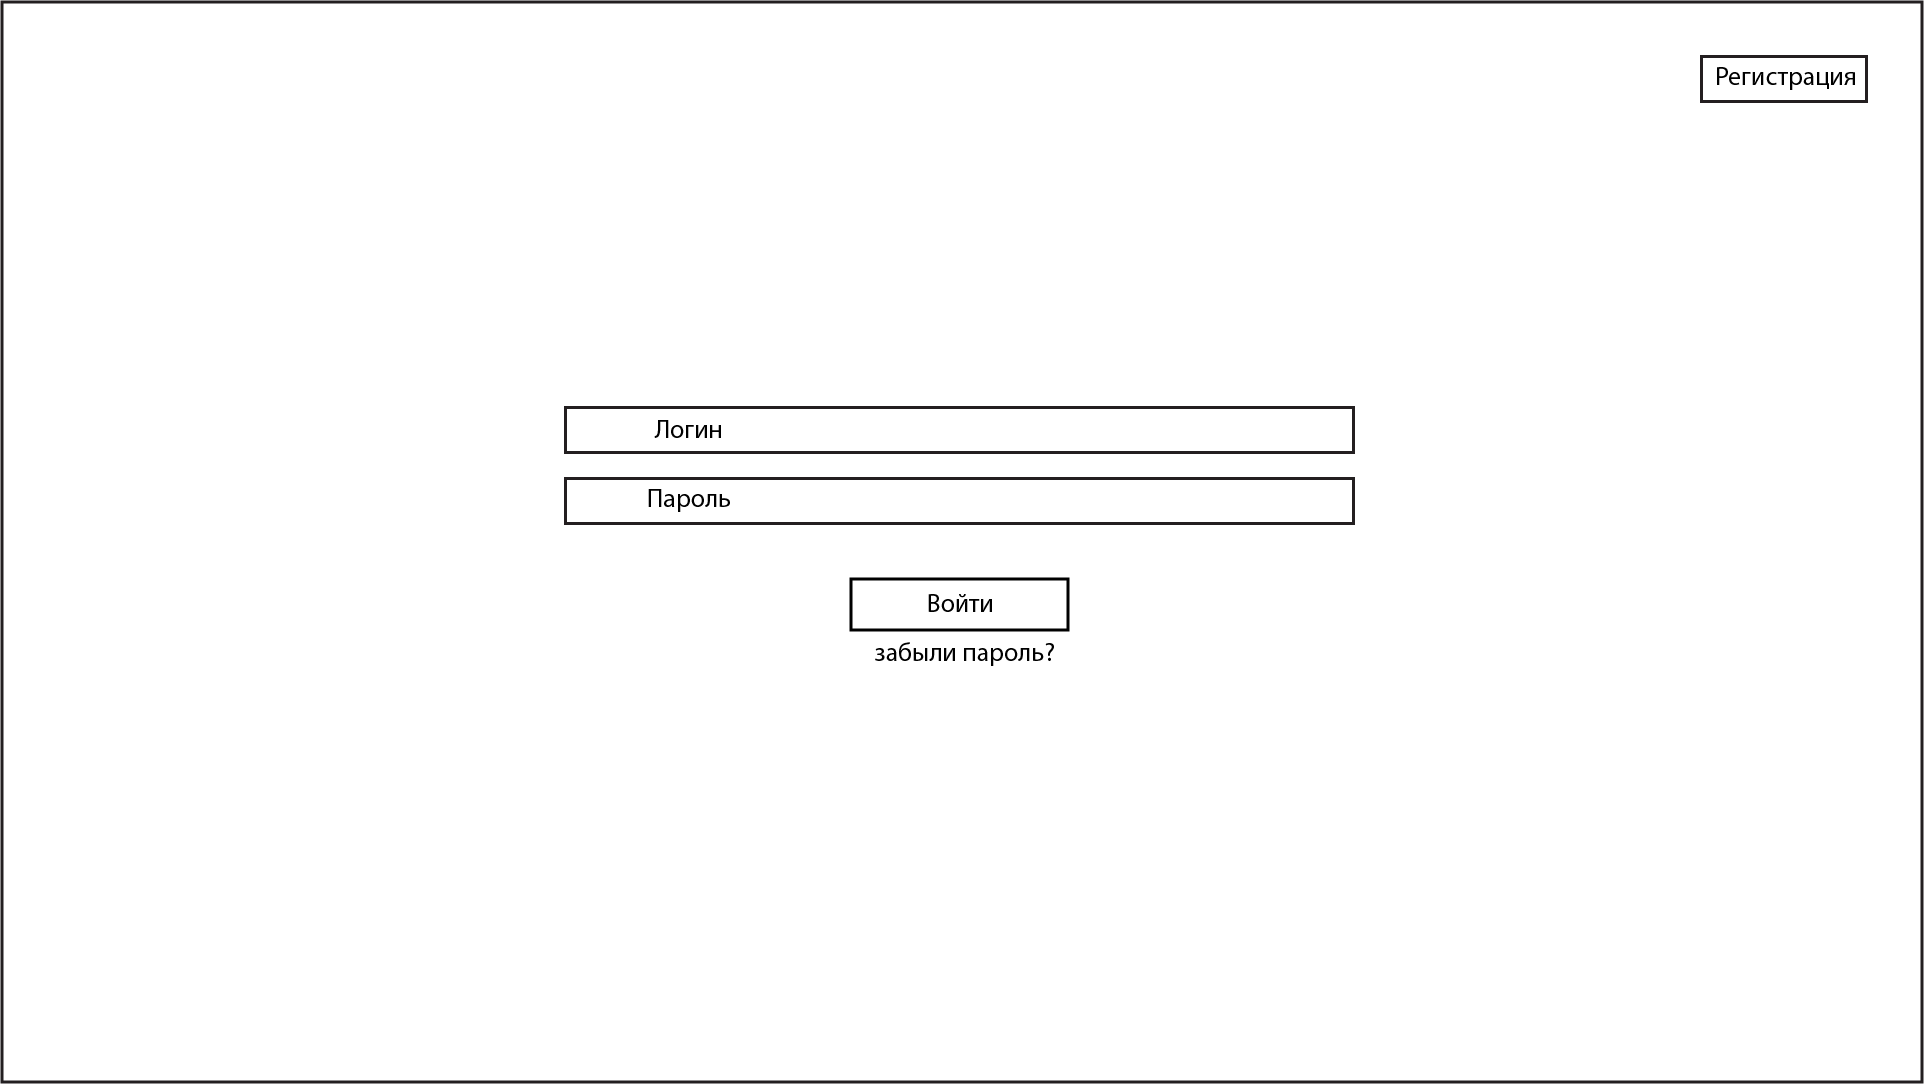 Регистрация
Логин
Пароль
Войти
забыли пароль?